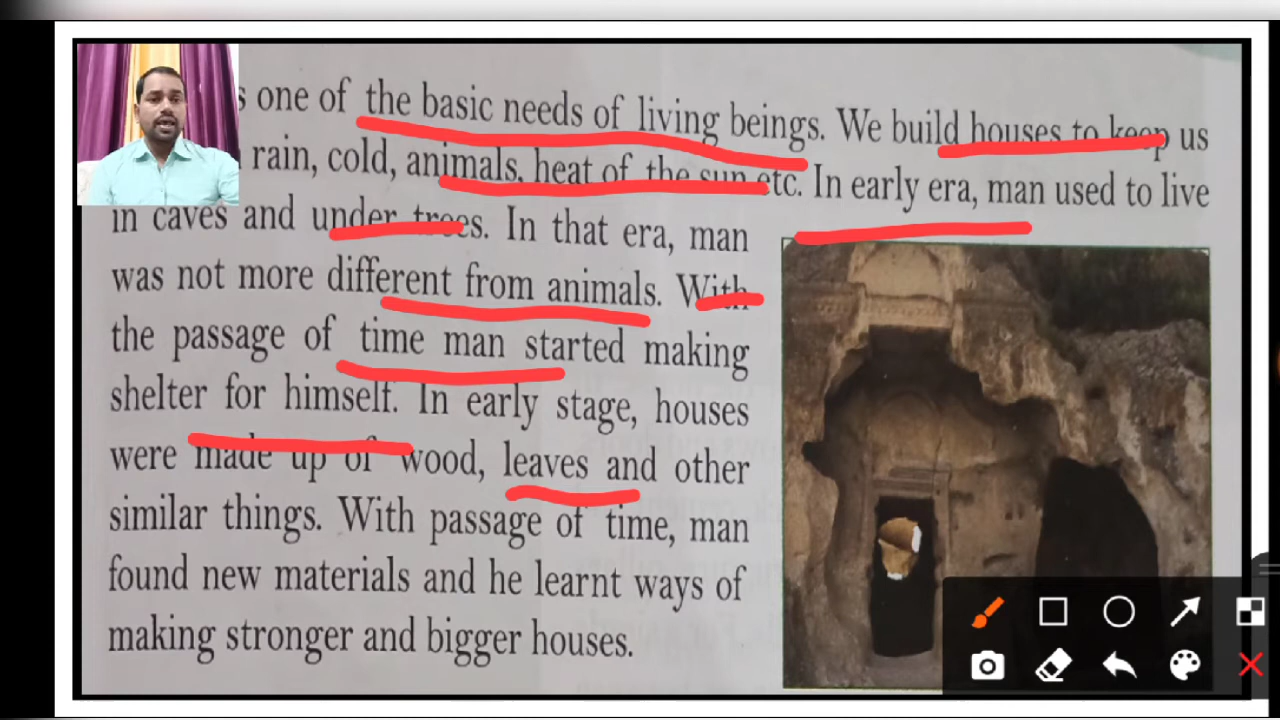 s one of the basic needs of living beings. We build houses to keep us
rain, cold, animals, heat of the sun etc. In early era, man used to live
in caves and under trees. In that era, man
was not more different from animals. With
the passage of time man started making
shelter for himself. In early stage, houses
were made up of wood, leaves and other
similar things. With passage of time, man
found new materials and he learnt ways of
making stronger and bigger houses.